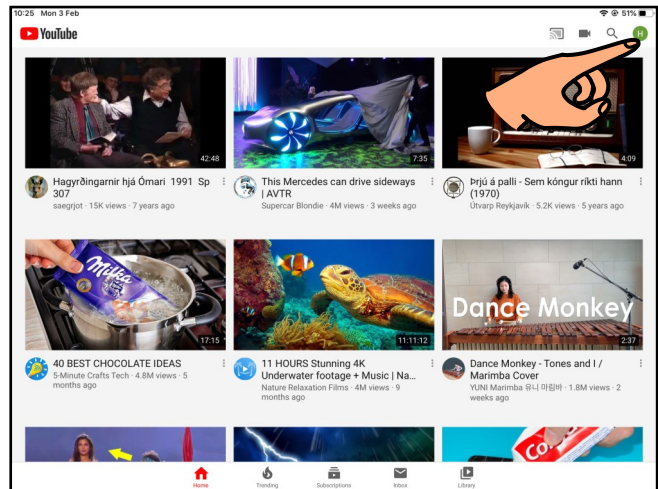 10:25 Mon 3 Feb
51%
YouTube
H
42:48
7:35
4:09
Hagyrðingarnir hjá Ómari 1991 Sp
307
saegrjot · 15K views · 7 years ago
This Mercedes can drive sideways
| AVTR
Supercar Blondie · 4M views · 3 weeks ago
Þrjú á palli - Sem kóngur ríkti hann
(1970)
Útvarp Reykjavík · 5.2K views · 5 years ago
Milka
17:15
11:11:12
Dance Monkey
2:37
40 BEST CHOCOLATE IDEAS
5-Minute Crafts Tech · 4.8M views · 5
months ago
11 HOURS Stunning 4K
Underwater footage + Music | Na...
Nature Relaxation Films · 4M views · 9
months ago
Dance Monkey - Tones and I /
Marimba Cover
YUNI Marimba 유니 마림바 · 1.8M views · 2
weeks ago
Home
Trending
Subscriptions
Inbox
Library